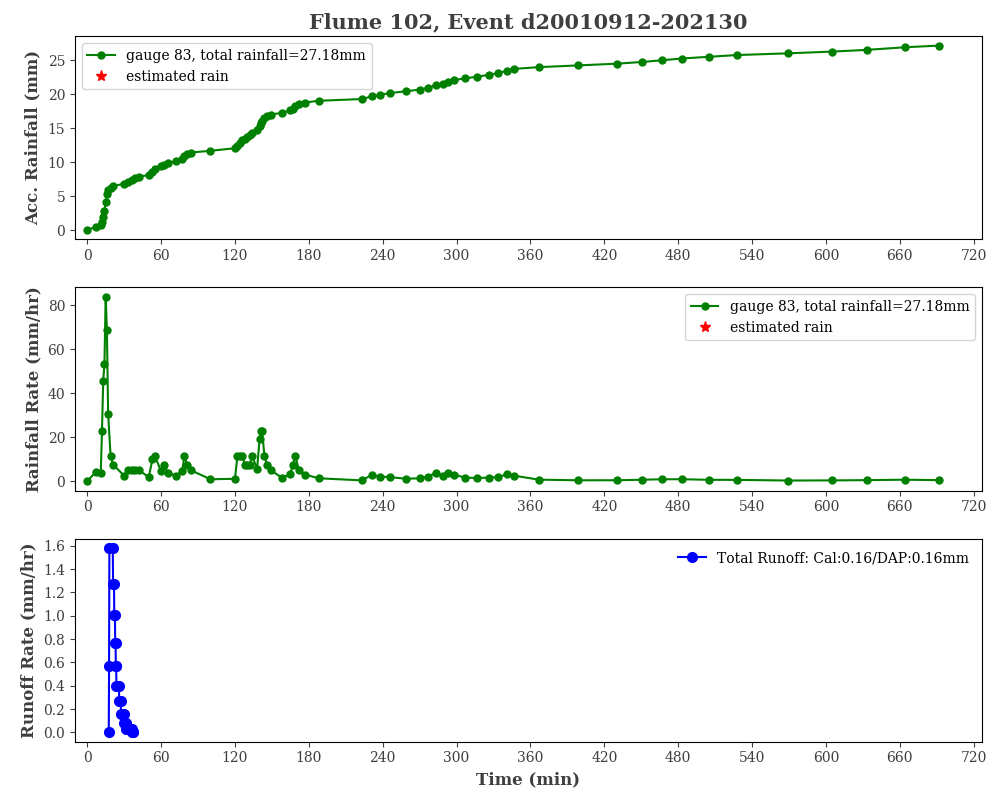 Flume 102, Event d20010912-202130
Acc. Rainfall (mm)
gauge 83, total rainfall=27.18mm
estimated rain
25
20
15
10
5
0
0 60 120 180 240 300 360 420 480 540 600 660 720
Rainfall Rate (mm/hr)
gauge 83, total rainfall=27.18mm
estimated rain
80
60
40
20
0
0 60 120 180 240 300 360 420 480 540 600 660 720
Runoff Rate (mm/hr)
Total Runoff: Cal:0.16/DAP:0.16mm
1.6
1.4
1.2
1.0
0.8
0.6
0.4
0.2
0.0
0 60 120 180 240 300 360 420 480 540 600 660 720
Time (min)